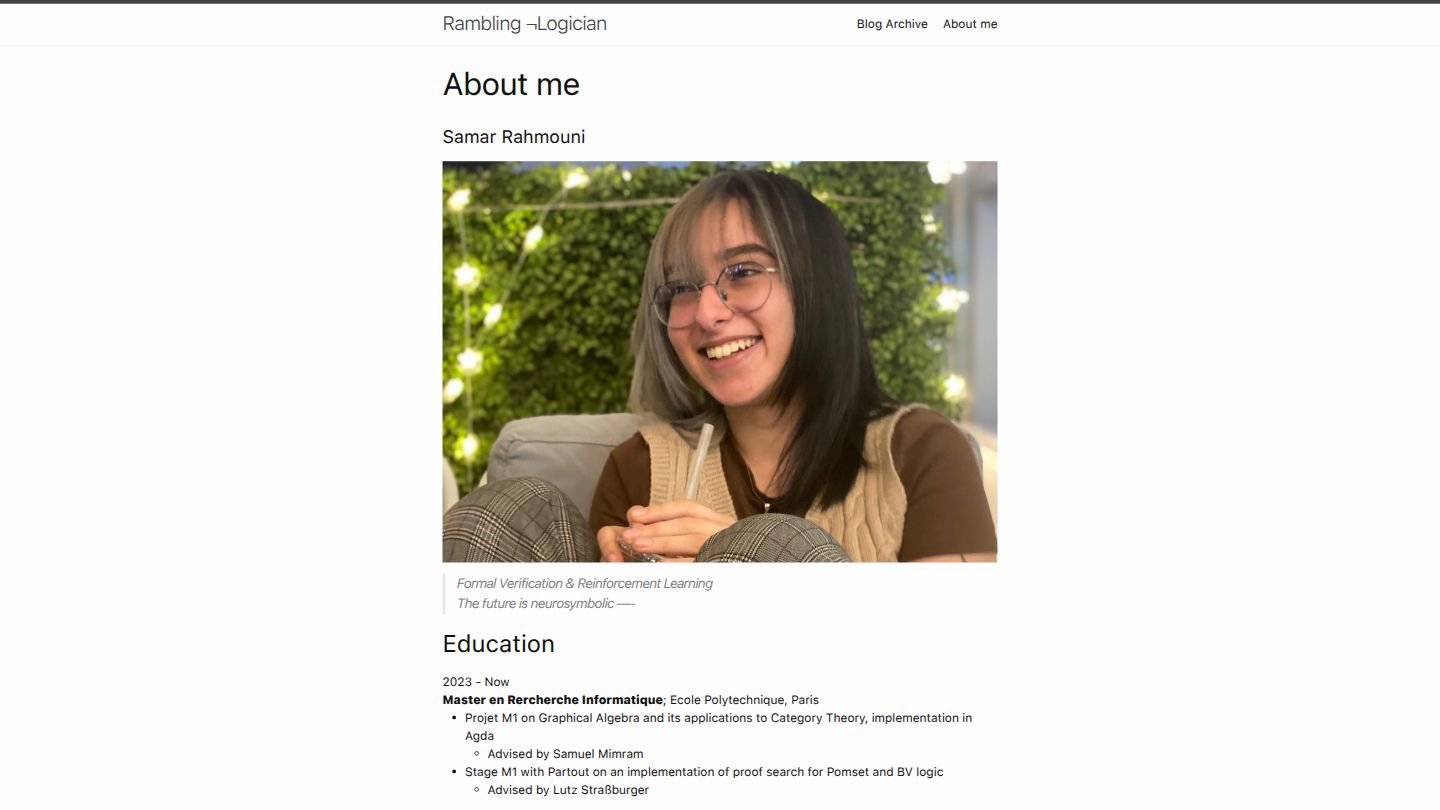 Rambling ¬Logician
Blog Archive About me
About me
Samar Rahmouni
Formal Verification & Reinforcement Learning
The future is neurosymbolic —–
Education
2023 - Now
Master en Rercherche Informatique; Ecole Polytechnique, Paris
• Projet M1 on Graphical Algebra and its applications to Category Theory, implementation in
Agda
◦ Advised by Samuel Mimram
• Stage M1 with Partout on an implementation of proof search for Pomset and BV logic
◦ Advised by Lutz Straßburger